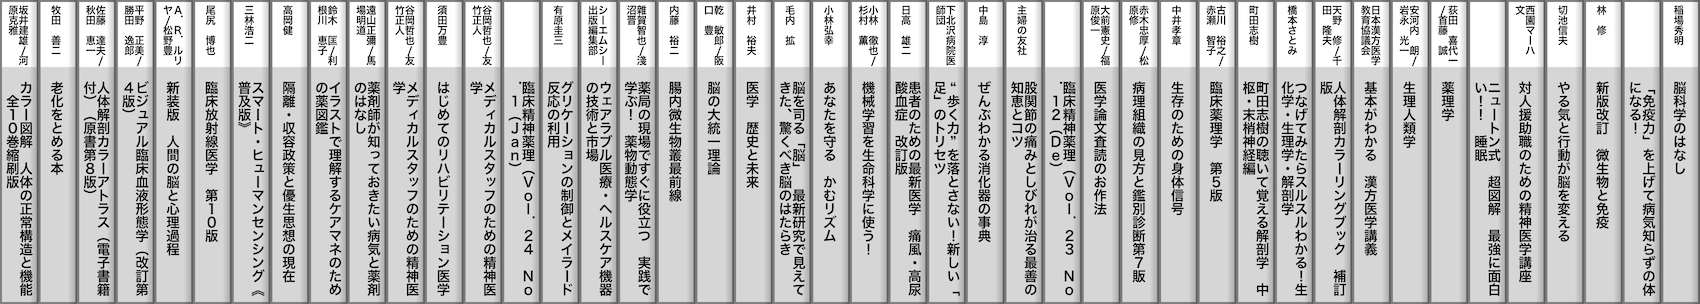 稲場秀明
脳科学のはなし
「免疫力」を上げて病気知らずの体
になる!
林　修
新版改訂　微生物と免疫
切池信夫
やる気と行動が脳を変える
西園マーハ
文
対人援助職のための精神医学講座
ニュートン式　超図解　最強に面白
い!!　睡眠
荻田　喜代一
/首藤　誠
薬理学
安河内　朗/
岩永　光一
生理人類学
日本漢方医学
教育協議会
基本がわかる　漢方医学講義
天野　修/千
田　隆夫
人体解剖カラーリングブック　補訂
版
橋本さとみ
つなげてみたらスルスルわかる!生
化学・生理学・解剖学
町田志樹
町田志樹の聴いて覚える解剖学　中
枢・末梢神経編
古川　裕之/
赤瀬　智子
臨床薬理学　第5版
中井孝章
生存のための身体信号
赤木忠厚/松
原修
病理組織の見方と鑑別診断第7版
大前憲史/福
原俊一
医学論文査読のお作法
臨床精神薬理(Vol.23 No
.12(De)
主婦の友社
股関節の痛みとしびれが治る最善の
知恵とコツ
中島　淳
ぜんぶわかる消化器の事典
下北沢病院医
師団
“歩く力”を落とさない!新しい「
足」のトリセツ
日高　雄二
患者のための最新医学　痛風・高尿
酸血症　改訂版
小林　徹也/
杉村　薫
機械学習を生命科学に使う!
小林弘幸
あなたを守る　かむリズム
毛内　拡
脳を司る「脳」　最新研究で見えて
きた、驚くべき脳のはたらき
井村　裕夫
医学　歴史と未来
乾　敏郎/阪
口　豊
脳の大統一理論
内藤　裕二
腸内微生物叢最前線
雜賀智也/淺
沼晋
薬局の現場ですぐに役立つ　実践で
学ぶ!　薬物動態学
シーエムシー
出版編集部
ウェアラブル医療・ヘルスケア機器
の技術と市場
有原圭三
グリケーションの制御とメイラード
反応の利用
臨床精神薬理(Vol.24 No
.1(Jan)
谷岡哲也/友
竹正人
メディカルスタッフのための精神医
学
須田万豊
はじめてのリハビリテーション医学
谷岡哲也/友
竹正人
メディカルスタッフのための精神医
学
遠山正彌/馬
場明道
薬剤師が知っておきたい病気と薬剤
のはなし
鈴木　匡/利
根川　恵子
イラストで理解するケアマネのため
の薬図鑑
高岡健
隔離・収容政策と優生思想の現在
三林浩二
スマート・ヒューマンセンシング《
普及版》
尾尻　博也
臨床放射線医学　第10版
A.R.ルリ
ヤ/松野豊
新装版　人間の脳と心理過程
平野　正美/
勝田　逸郎
ビジュアル臨床血液形態学(改訂第
4版)
佐藤　達夫/
秋田　恵一
人体解剖カラーアトラス(電子書籍
付)(原書第8版)
牧田　善二
老化をとめる本
坂井建雄/河
原克雅
カラー図解　人体の正常構造と機能
全10巻縮刷版